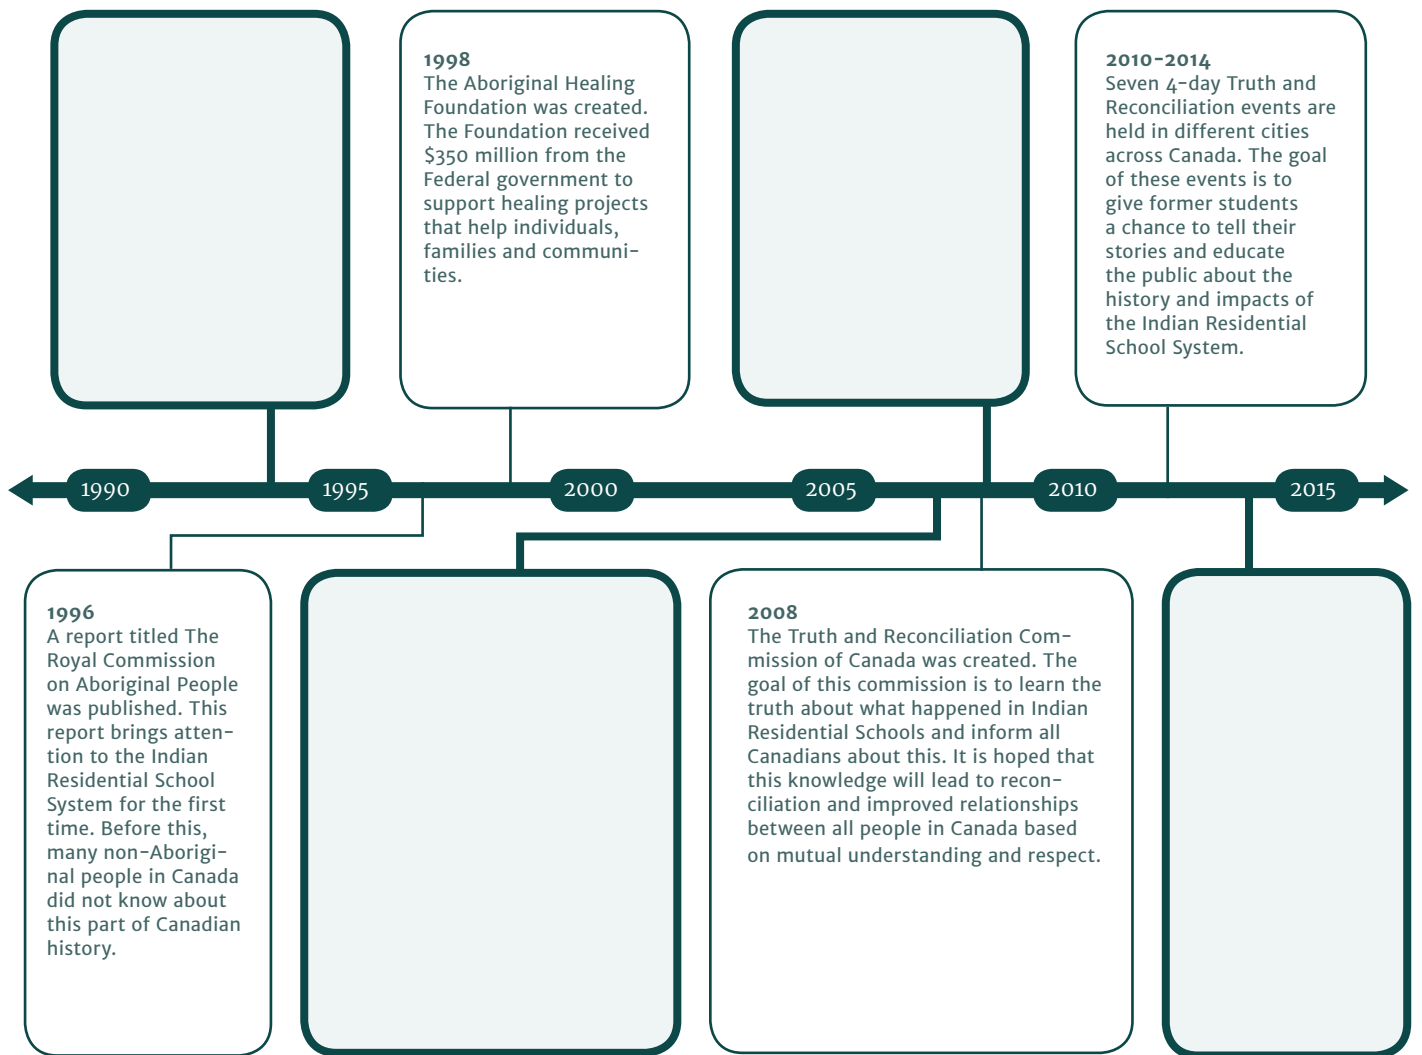 1998
The Aboriginal Healing
Foundation was created.
The Foundation received
$350 million from the
Federal government to
support healing projects
that help individuals,
families and communi-
ties.
2010-2014
Seven 4-day Truth and
Reconciliation events are
held in different cities
across Canada. The goal
of these events is to
give former students
a chance to tell their
stories and educate
the public about the
history and impacts of
the Indian Residential
School System.
1990
1995
2000
2005
2010
2015
1996
A report titled The
Royal Commission
on Aboriginal People
was published. This
report brings atten-
tion to the Indian
Residential School
System for the first
time. Before this,
many non-Aborigi-
nal people in Canada
did not know about
this part of Canadian
history.
2008
The Truth and Reconciliation Com-
mission of Canada was created. The
goal of this commission is to learn the
truth about what happened in Indian
Residential Schools and inform all
Canadians about this. It is hoped that
this knowledge will lead to recon-
ciliation and improved relationships
between all people in Canada based
on mutual understanding and respect.